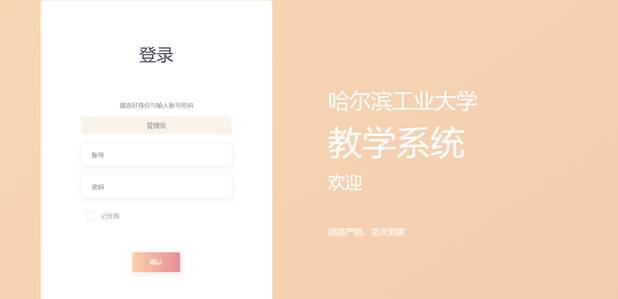 登录
请选好身份与输入账号密码
管理员
账号
密码
记住我
确认
哈尔滨工业大学
教学系统
欢迎
规格严格，功夫到家